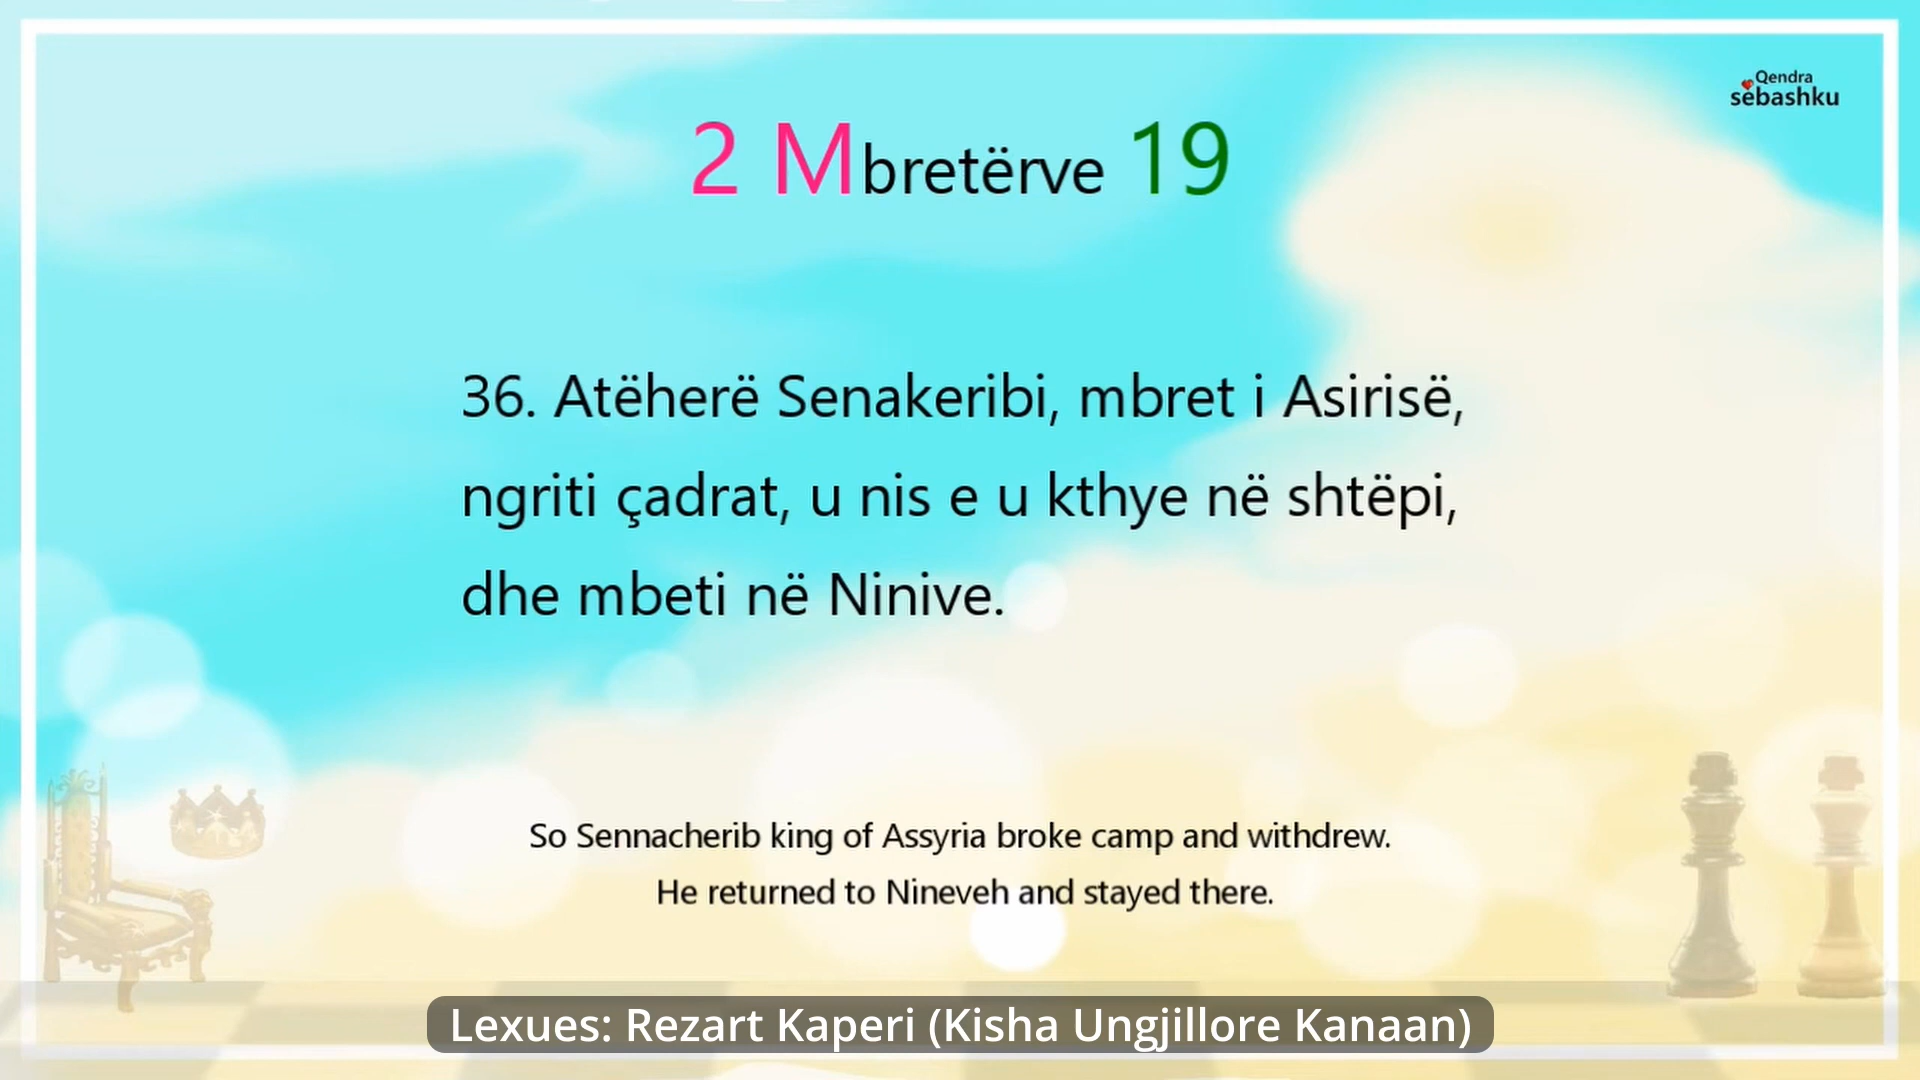 Qendra
sëbashku
2 Mbretërve 19
36. Atëherë Senakeribi, mbret i Asirisë,
ngriti çadrat, u nis e u kthye në shtëpi,
dhe mbeti në Ninive.
So Sennacherib king of Assyria broke camp and withdrew.
He returned to Nineveh and stayed there.
Lexues: Rezart Kaperi (Kisha Ungjillore Kanaan)